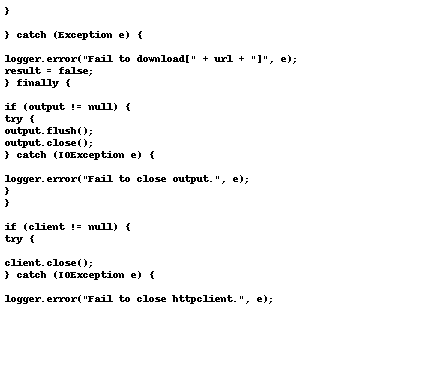 }
} catch (Exception e) {
logger.error("Fail to download[" + url + "]", e);
result = false;
} finally {
if (output != null) {
try {
output.flush();
output.close();
} catch (IOException e) {
logger.error("Fail to close output.", e);
}
}
if (client != null) {
try {
client.close();
} catch (IOException e) {
logger.error("Fail to close httpclient.", e);